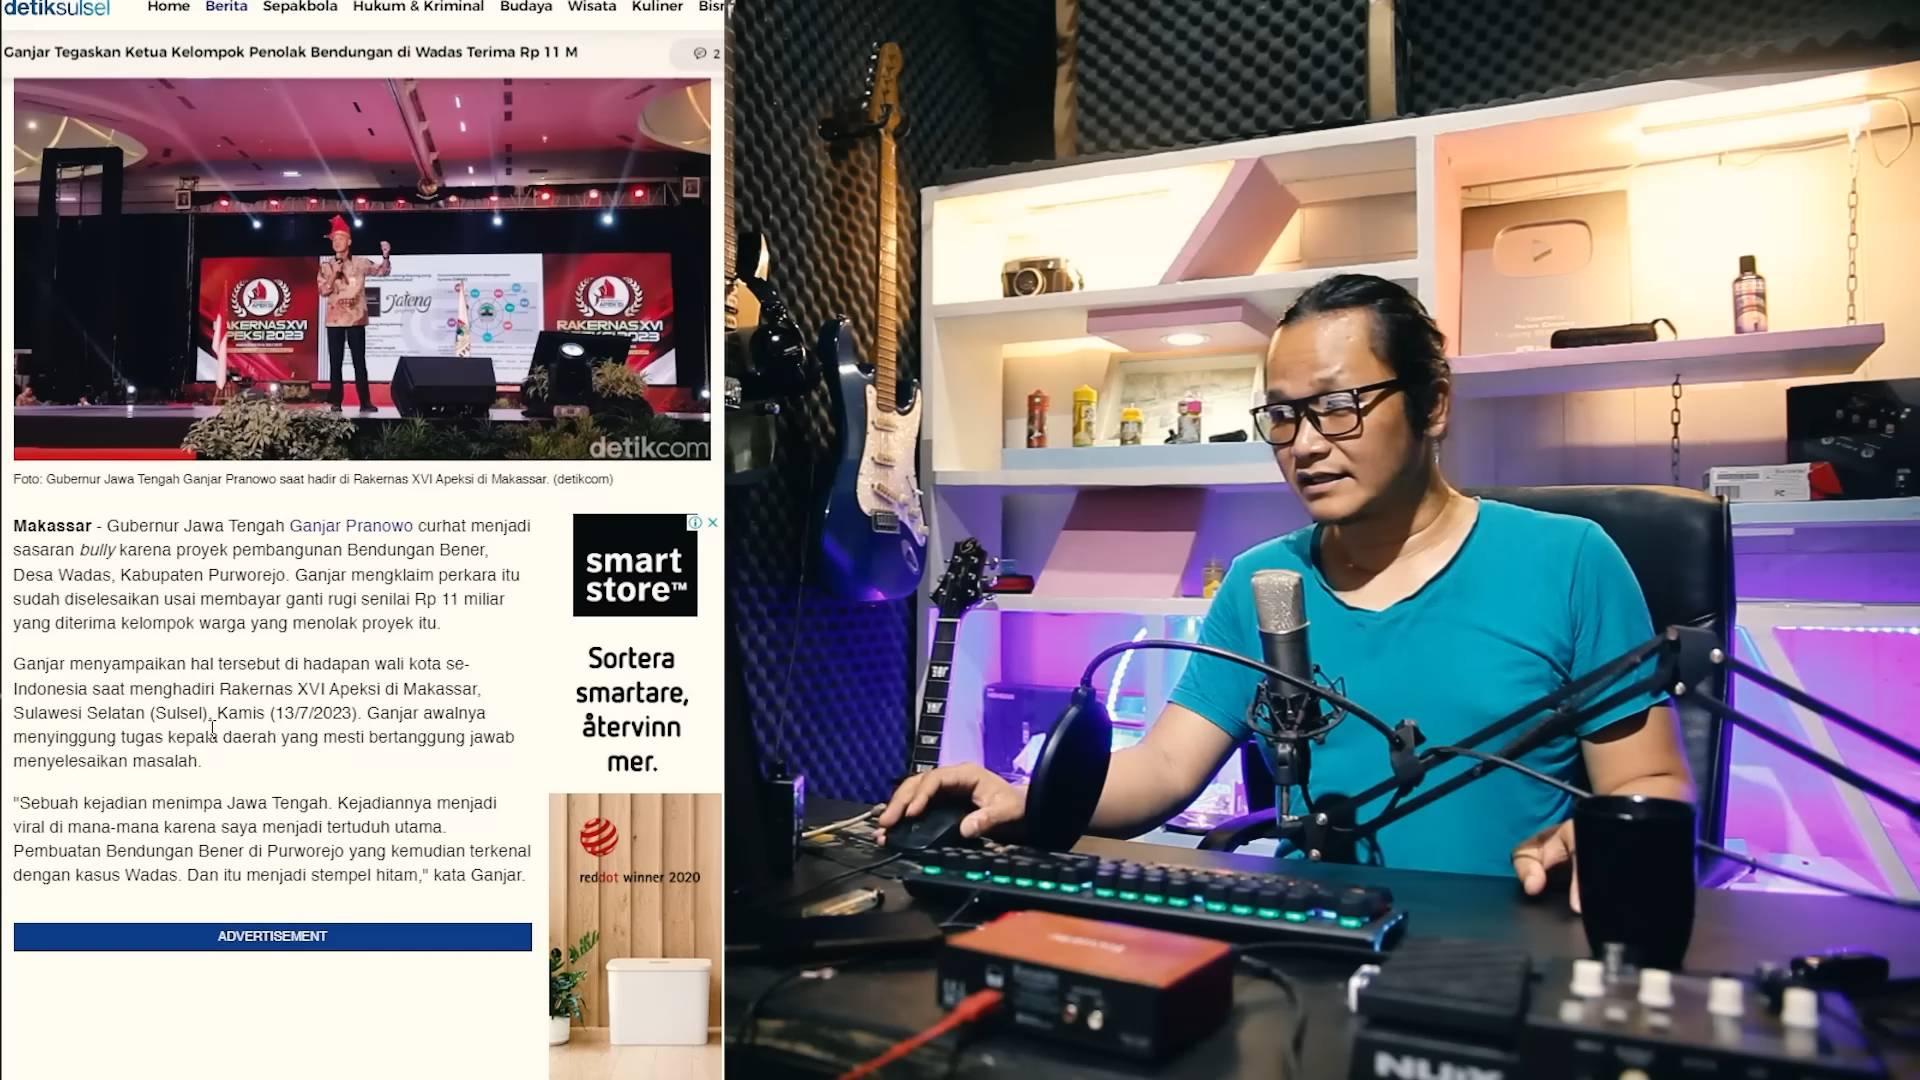 detiksulsel
Home Berita Sepakbola Hukum & Kriminal Budaya Wisata Kuliner
Ganjar Tegaskan Ketua Kelompok Penolak Bendungan di Wadas Terima Rp 11 M
2
Jateng
RAKERNAS XVI
APEKSI 2023
detikcom
Foto: Gubernur Jawa Tengah Ganjar Pranowo saat hadir di Rakernas XVI Apeksi di Makassar. (detikcom)
Makassar - Gubernur Jawa Tengah Ganjar Pranowo curhat menjadi
sasaran bully karena proyek pembangunan Bendungan Bener,
Desa Wadas, Kabupaten Purworejo. Ganjar mengklaim perkara itu
sudah diselesaikan usai membayar ganti rugi senilai Rp 11 miliar
yang diterima kelompok warga yang menolak proyek itu.
Ganjar menyampaikan hal tersebut di hadapan wali kota se-
Indonesia saat menghadiri Rakernas XVI Apeksi di Makassar,
Sulawesi Selatan (Sulsel), Kamis (13/7/2023). Ganjar awalnya
menyinggung tugas kepala daerah yang mesti bertanggung jawab
menyelesaikan masalah.
"Sebuah kejadian menimpa Jawa Tengah. Kejadiannya menjadi
viral di mana-mana karena saya menjadi tertuduh utama.
Pembuatan Bendungan Bener di Purworejo yang kemudian terkenal
dengan kasus Wadas. Dan itu menjadi stempel hitam," kata Ganjar.
ADVERTISEMENT
smart
store™
Sortera
smartare,
återvinn
mer.
reddot winner 2020
PC
NUX